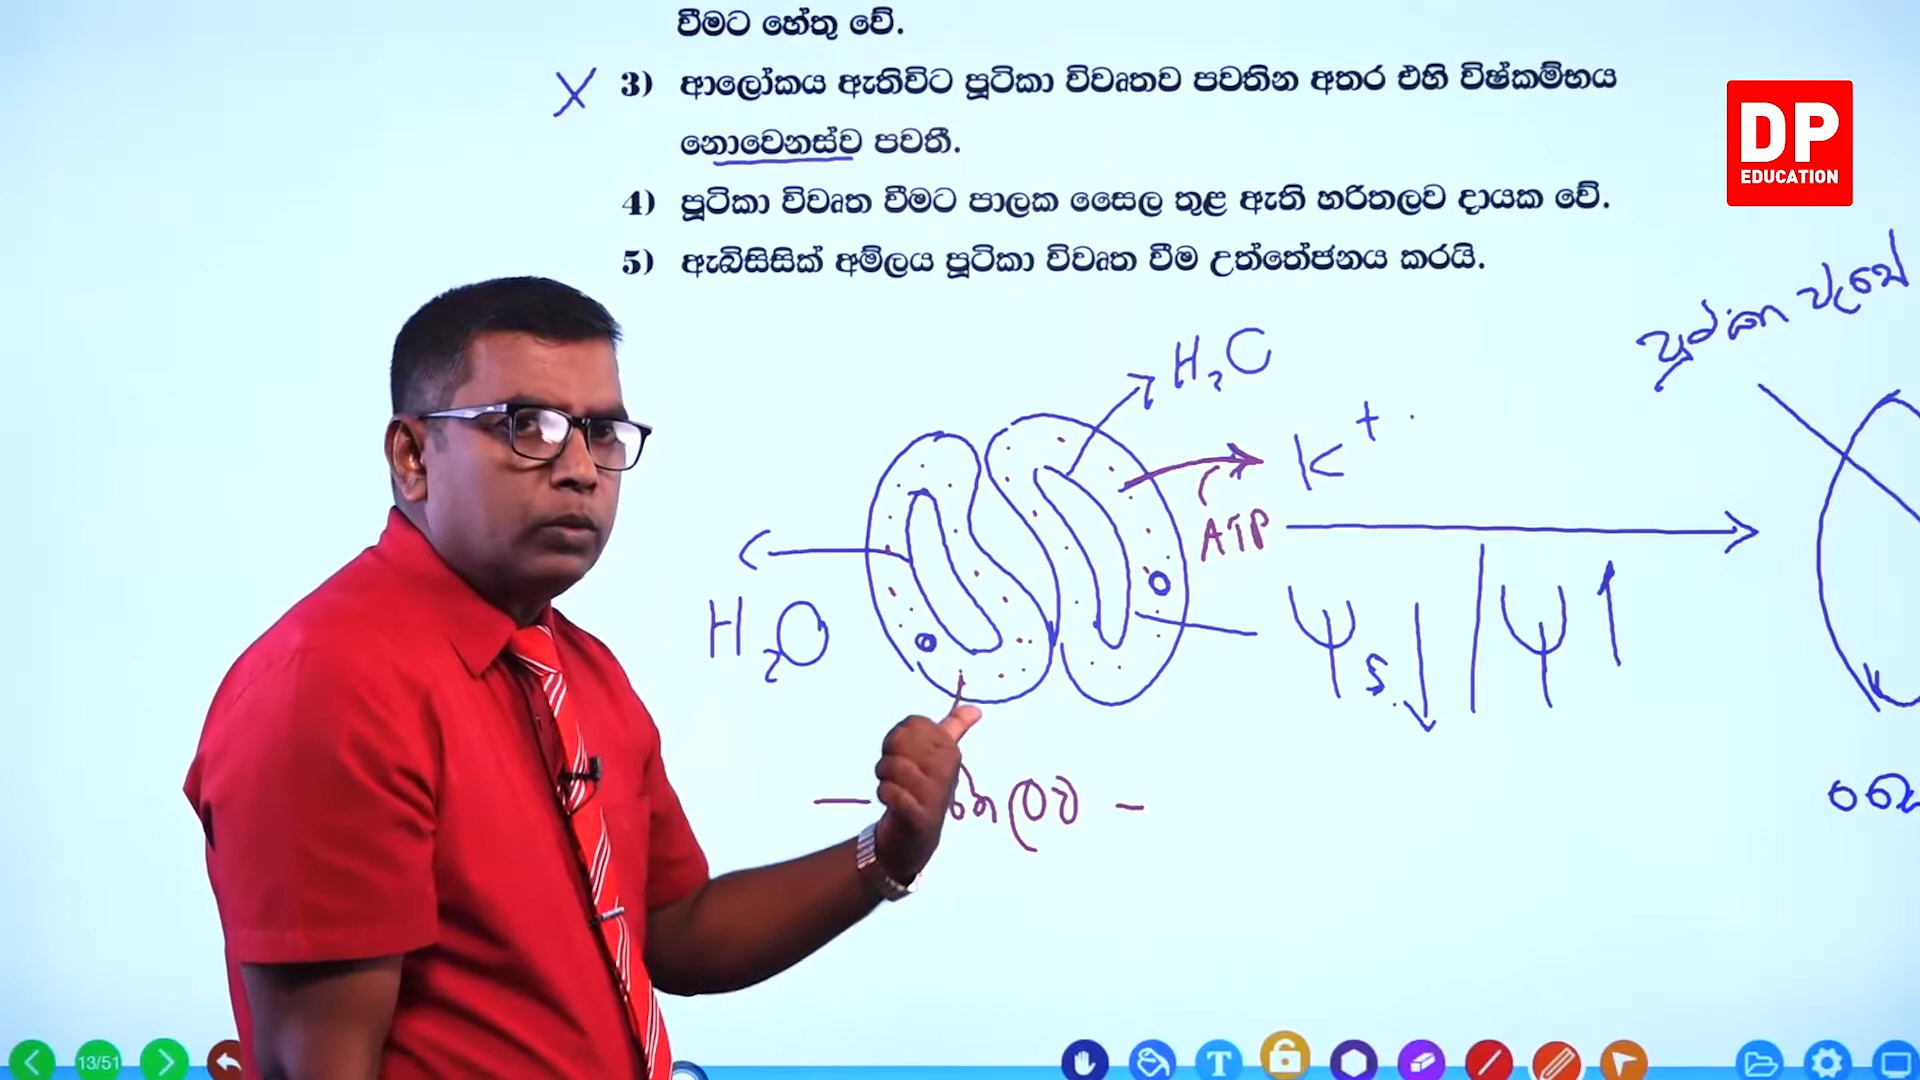 වීමට හේතු වේ.
X 3) ආලෝකය ඇතිවිට පූටිකා විවෘතව පවතින අතර එහි විෂ්කම්භය
නොවෙනස්ව පවතී.
4) පූටිකා විවෘත වීමට පාලක සෛල තුළ ඇති හරිතලව දායක වේ.
5) ඇබ්සිසික් අම්ලය පූටිකා විවෘත වීම උත්තේජනය කරයි.
DP
EDUCATION
පූටිකා වැසේ
H₂O
K⁺
ATP
H₂O
Ψs↓ / Ψ↑
13/51
T